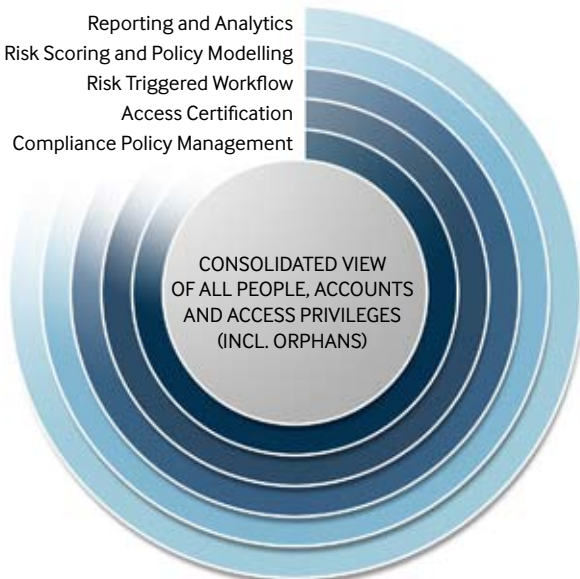 Reporting and Analytics
Risk Scoring and Policy Modelling
Risk Triggered Workflow
Access Certification
Compliance Policy Management
CONSOLIDATED VIEW
OF ALL PEOPLE, ACCOUNTS
AND ACCESS PRIVILEGES
(INCL. ORPHANS)